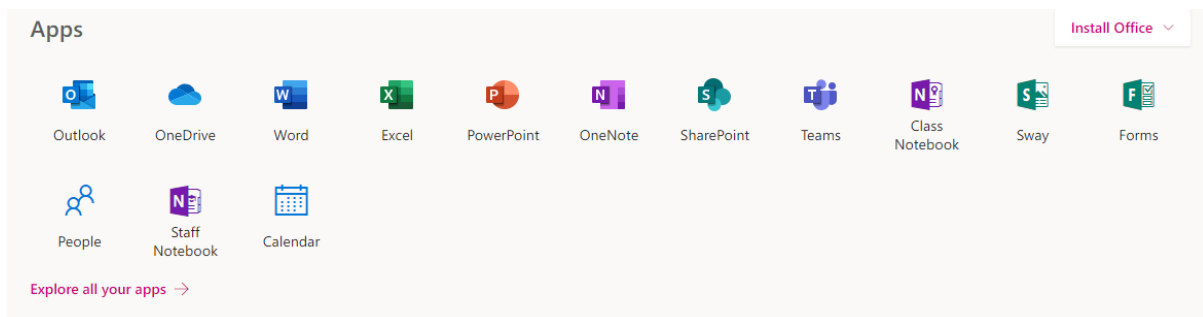 Apps
Install Office
Outlook
OneDrive
Word
Excel
PowerPoint
OneNote
SharePoint
Teams
Class
Notebook
Sway
Forms
People
Staff
Notebook
Calendar
Explore all your apps →